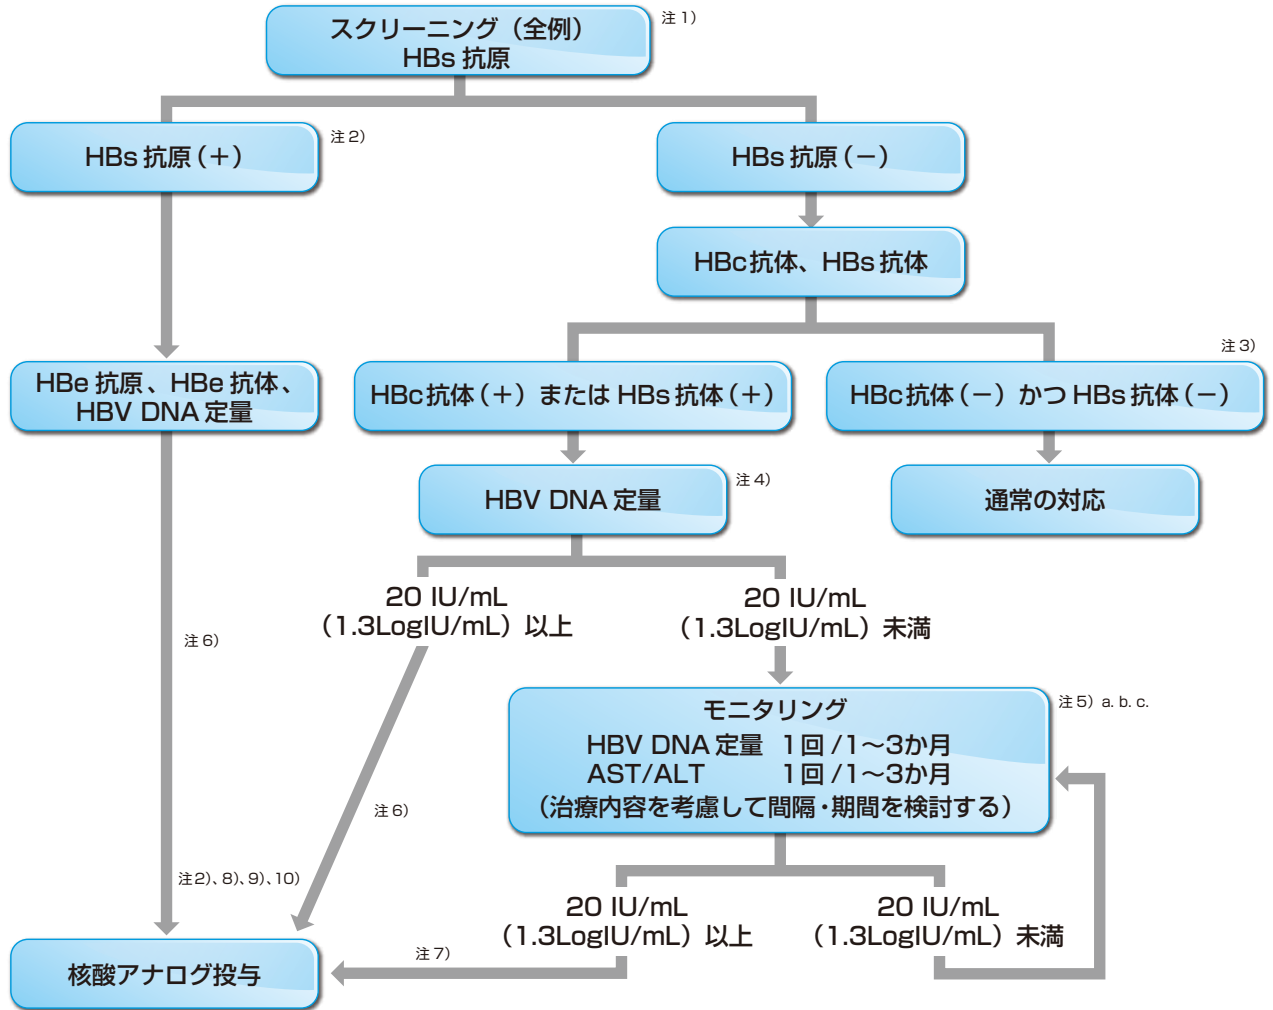 スクリーニング（全例）
HBs 抗原
注 1）
HBs 抗原（＋）
注 2）
HBs 抗原（－）
HBc抗体、HBs 抗体
HBe 抗原、HBe 抗体、
HBV DNA 定量
HBc抗体（＋）または HBs 抗体（＋）
HBc抗体（－）かつ HBs 抗体（－）
注 3）
HBV DNA 定量
注 4）
通常の対応
20 IU/mL
（1.3LogIU/mL）以上
20 IU/mL
（1.3LogIU/mL）未満
注 6）
モニタリング
HBV DNA 定量 1回 /1～3か月
AST/ALT 1回 /1～3か月
（治療内容を考慮して間隔・期間を検討する）
注 5） a. b. c.
注 6）
注2）、8）、9）、10）
20 IU/mL
（1.3LogIU/mL）以上
20 IU/mL
（1.3LogIU/mL）未満
注 7）
核酸アナログ投与